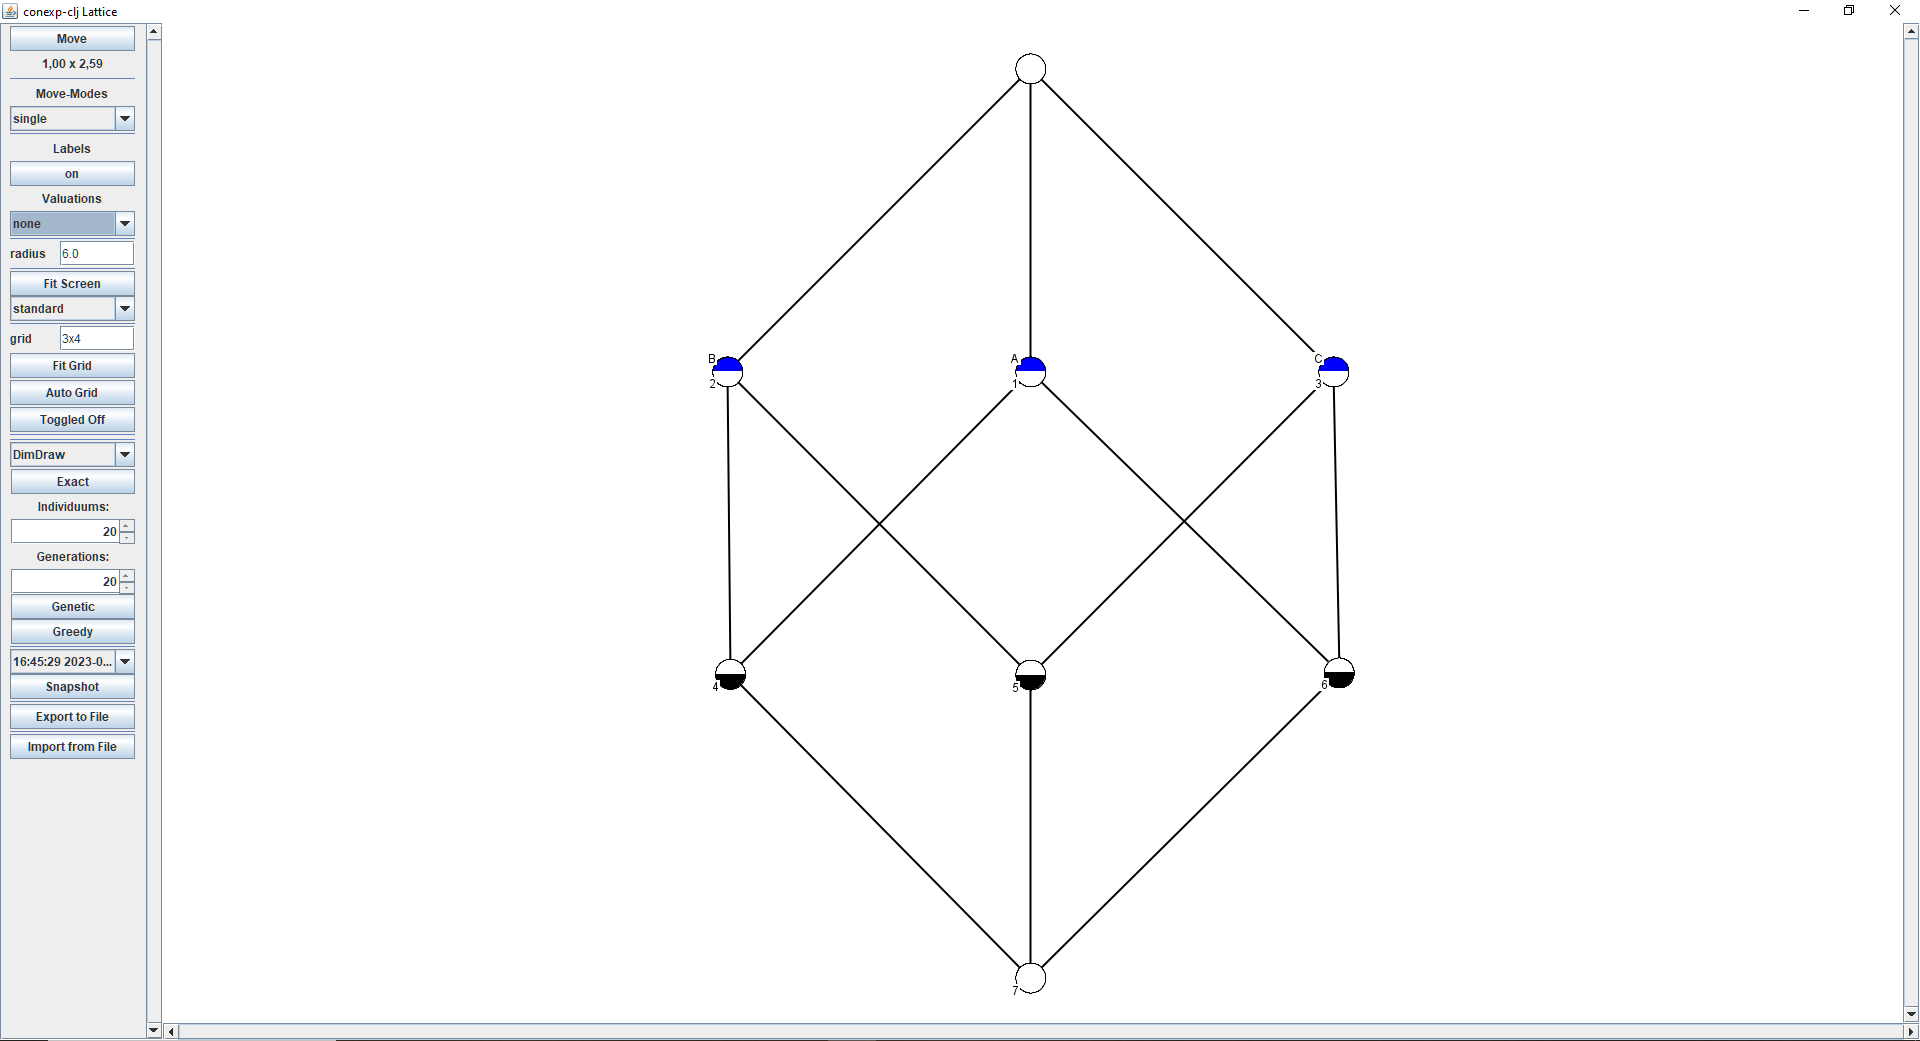 conexp-clj Lattice
Move
1,00 x 2,59
Move-Modes
single
Labels
on
Valuations
none
radius 6.0
Fit Screen
standard
grid 3x4
Fit Grid
Auto Grid
Toggled Off
DimDraw
Exact
Individuums:
20
Generations:
20
Genetic
Greedy
16:45:29 2023-0...
Snapshot
Export to File
Import from File
B A C
2 1 3
4 5 6
7